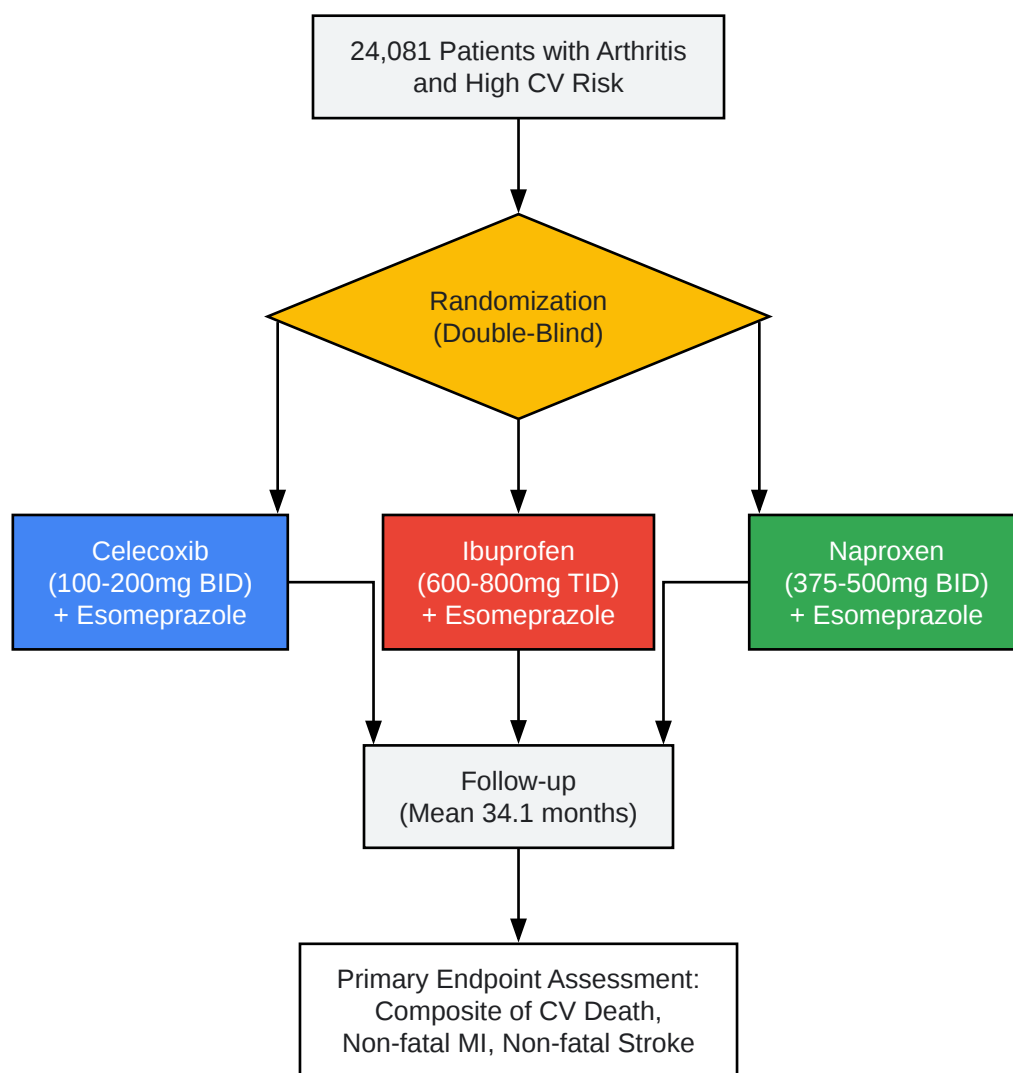 24,081 Patients with Arthritis
and High CV Risk
Randomization
(Double-Blind)
Celecoxib
(100-200mg BID)
+ Esomeprazole
Ibuprofen
(600-800mg TID)
+ Esomeprazole
Naproxen
(375-500mg BID)
+ Esomeprazole
Follow-up
(Mean 34.1 months)
Primary Endpoint Assessment:
Composite of CV Death,
Non-fatal MI, Non-fatal Stroke